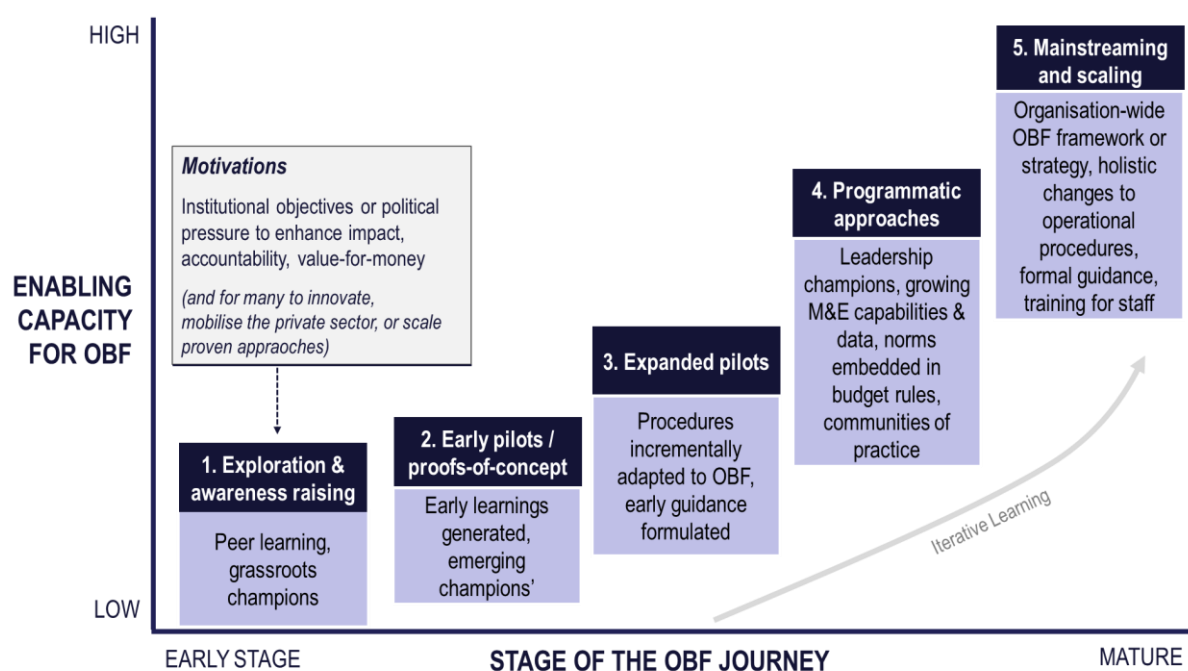 HIGH
ENABLING
CAPACITY
FOR OBF
LOW
Motivations
Institutional objectives or political
pressure to enhance impact,
accountability, value-for-money
(and for many to innovate,
mobilise the private sector, or scale
proven appraoches)
1. Exploration &
awareness raising
Peer learning,
grassroots
champions
2. Early pilots /
proofs-of-concept
Early learnings
generated,
emerging
champions’
3. Expanded pilots
Procedures
incrementally
adapted to OBF,
early guidance
formulated
4. Programmatic
approaches
Leadership
champions, growing
M&E capabilities &
data, norms
embedded in
budget rules,
communities of
practice
5. Mainstreaming
and scaling
Organisation-wide
OBF framework or
strategy, holistic
changes to
operational
procedures,
formal guidance,
training for staff
Iterative Learning
EARLY STAGE
STAGE OF THE OBF JOURNEY
MATURE